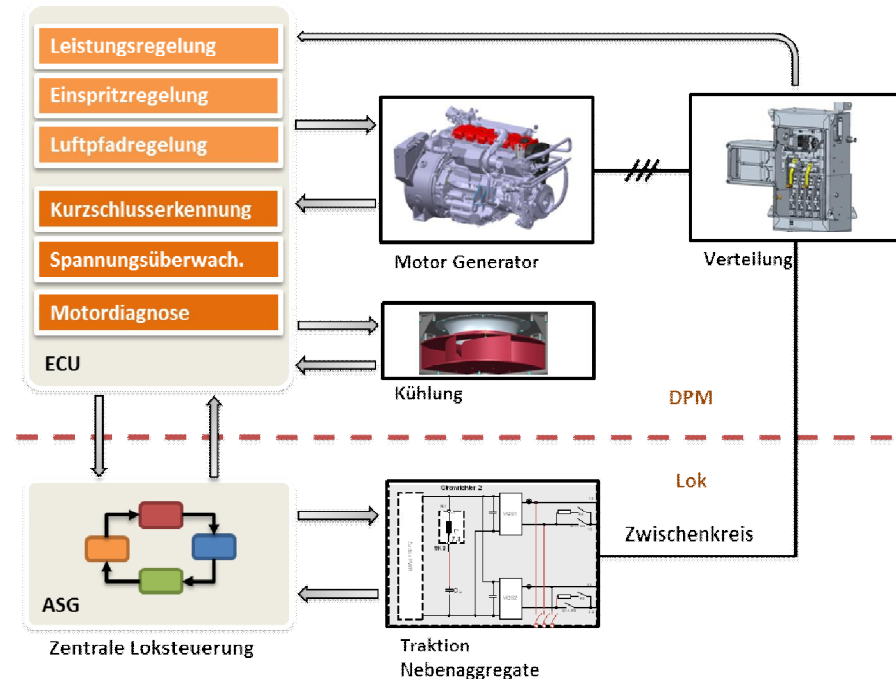 Leistungsregelung
Einspritzregelung
Luftpfadregelung
Kurzschlusserkennung
Spannungsüberwach.
Motordiagnose
ECU
Motor Generator
Verteilung
Kühlung
DPM
Lok
ASG
Zentrale Loksteuerung
Zwischenkreis
Traktion
Nebenaggregate